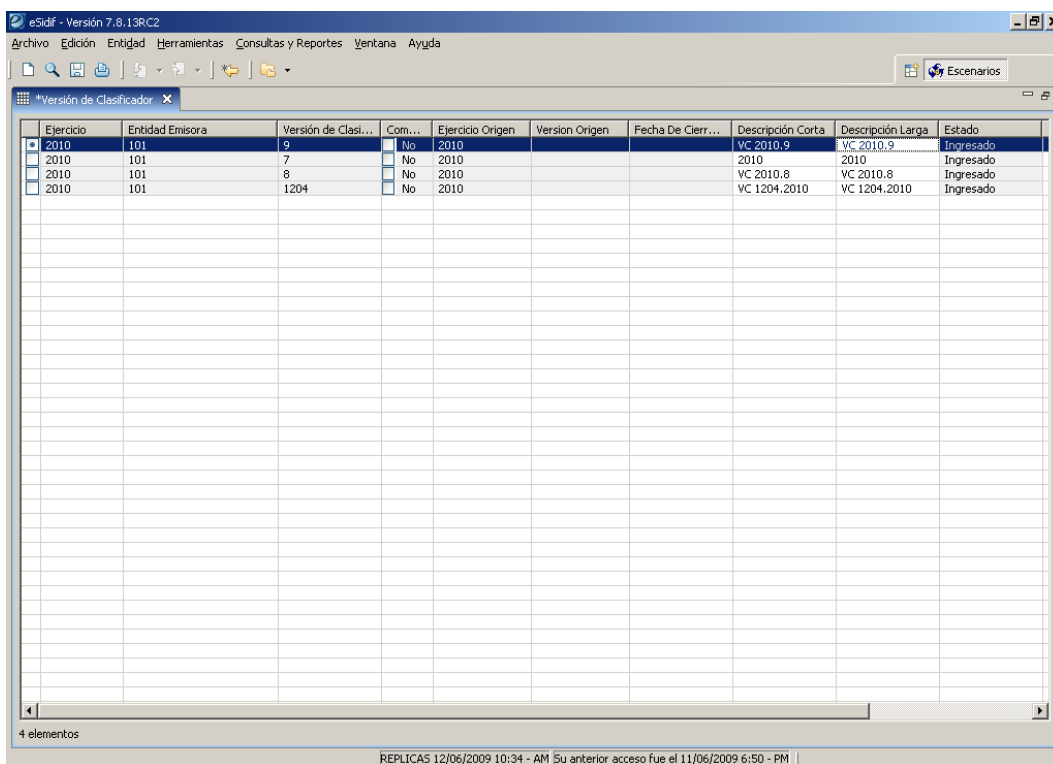 eSidif - Versión 7.8.13RC2
Archivo Edición Entidad Herramientas Consultas y Reportes Ventana Ayuda
Escenarios
*Versión de Clasificador
Ejercicio Entidad Emisora Versión de Clasi... Com... Ejercicio Origen Version Origen Fecha De Cierr... Descripción Corta Descripción Larga Estado
2010 101 9 No 2010 VC 2010.9 VC 2010.9 Ingresado
2010 101 7 No 2010 2010 2010 Ingresado
2010 101 8 No 2010 VC 2010.8 VC 2010.8 Ingresado
2010 101 1204 No 2010 VC 1204.2010 VC 1204.2010 Ingresado
4 elementos
REPLICAS 12/06/2009 10:34 - AM Su anterior acceso fue el 11/06/2009 6:50 - PM